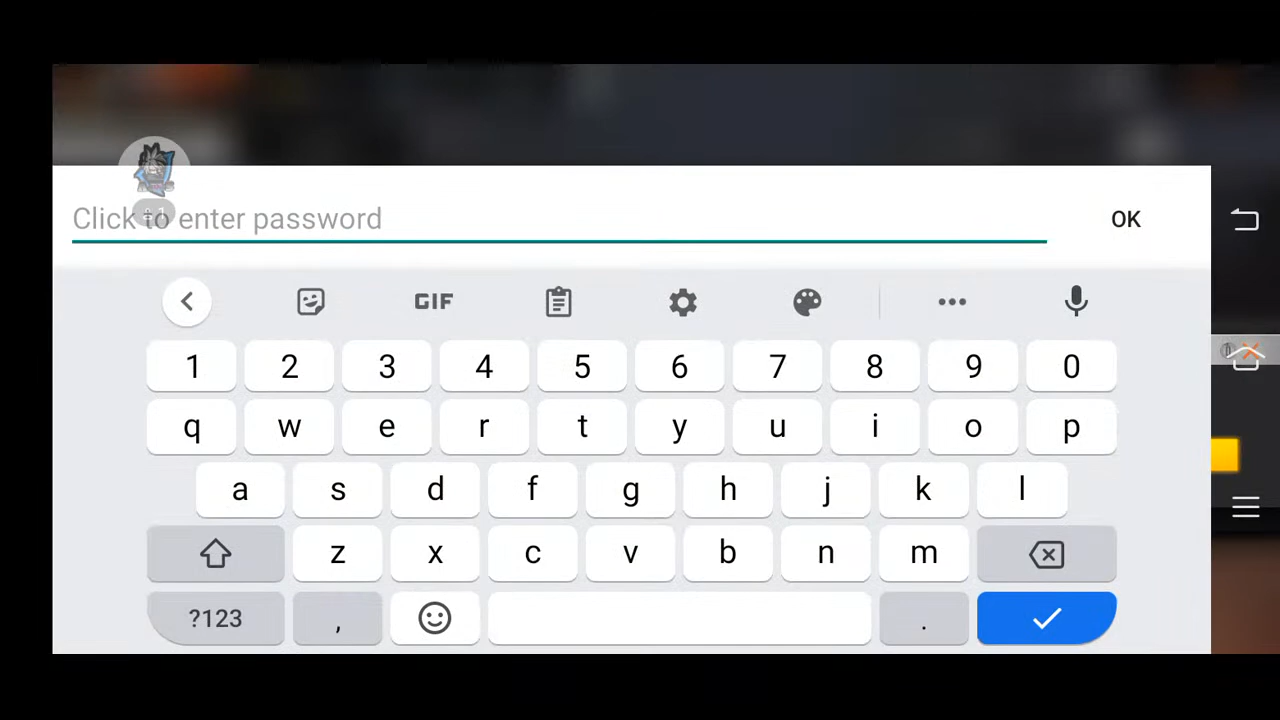 Click to enter password
OK
GIF
1 2 3 4 5 6 7 8 9 0
q w e r t y u i o p
a s d f g h j k l
z x c v b n m
?123 , .